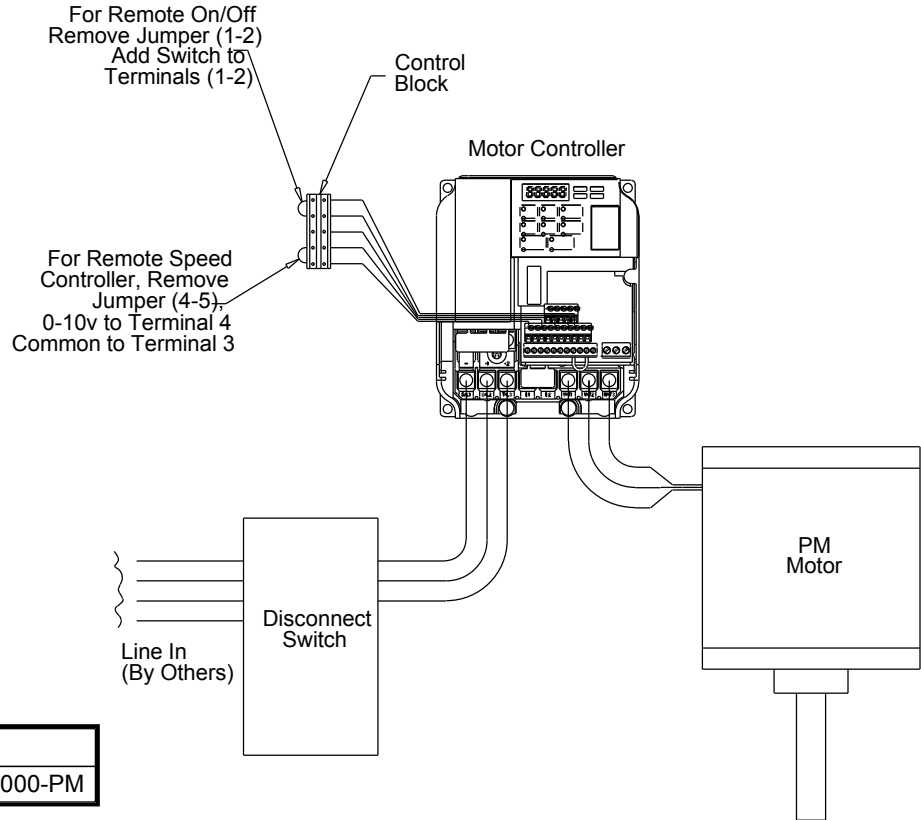 For Remote On/Off
Remove Jumper (1-2)
Add Switch to
Terminals (1-2)
Control
Block
Motor Controller
For Remote Speed
Controller, Remove
Jumper (4-5),
0-10v to Terminal 4
Common to Terminal 3
PM
Motor
Disconnect
Switch
Line In
(By Others)
000-PM